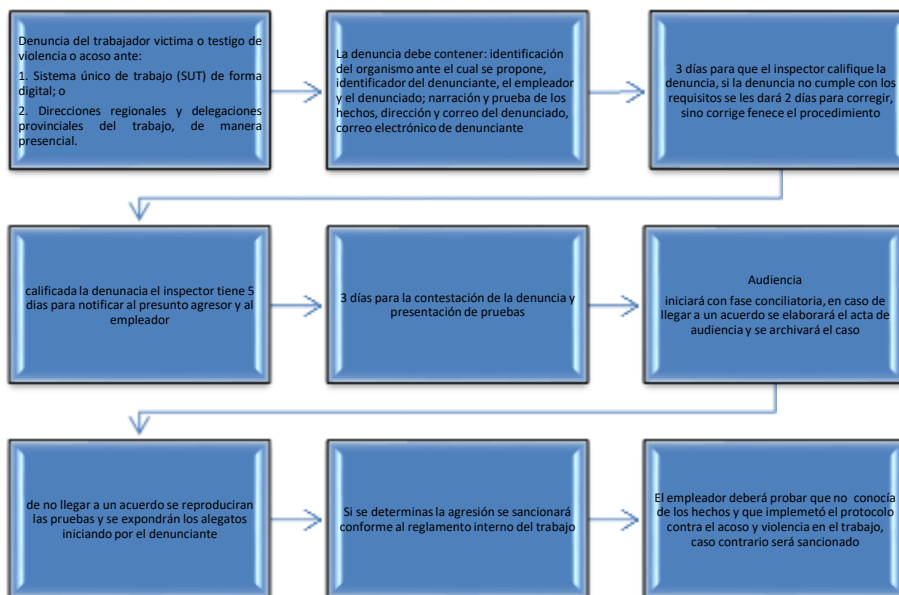 Denuncia del trabajador victima o testigo de
violencia o acoso ante:
1. Sistema único de trabajo (SUT) de forma
digital; o
2. Direcciones regionales y delegaciones
provinciales del trabajo, de manera
presencial.
La denuncia debe contener: identificación
del organismo ante el cual se propone,
identificador del denunciante, el empleador
y el denunciado; narración y prueba de los
hechos, dirección y correo del denunciado,
correo electrónico de denunciante
3 días para que el inspector califique la
denuncia, si la denuncia no cumple con los
requisitos se les dará 2 días para corregir,
sino corrige fenece el procedimiento
calificada la denunacia el inspector tiene 5
dias para notificar al presunto agresor y al
empleador
3 días para la contestación de la denuncia y
presentación de pruebas
Audiencia
iniciará con fase conciliatoria, en caso de
llegar a un acuerdo se elaborará el acta de
audiencia y se archivará el caso
de no llegar a un acuerdo se reproduciran
las pruebas y se expondrán los alegatos
iniciando por el denunciante
Si se determinas la agresión se sancionará
conforme al reglamento interno del trabajo
El empleador deberá probar que no conocía
de los hechos y que implemetó el protocolo
contra el acoso y violencia en el trabajo,
caso contrario será sancionado